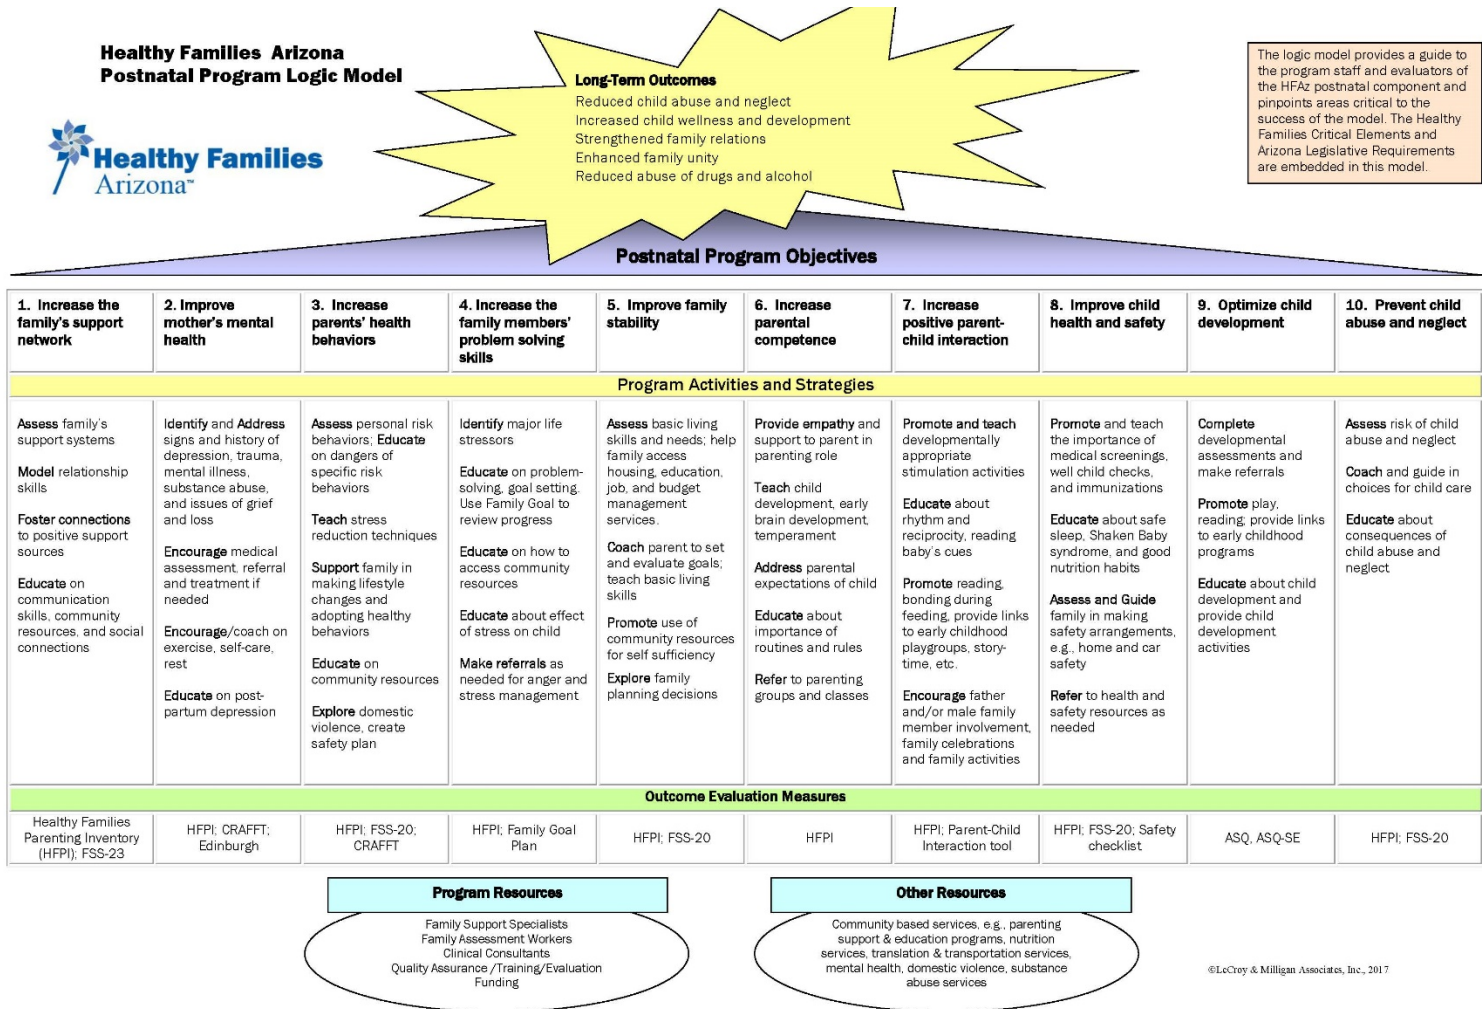 Healthy Families Arizona
Postnatal Program Logic Model
Healthy Families
Arizona™
Long-Term Outcomes
Reduced child abuse and neglect
Increased child wellness and development
Strengthened family relations
Enhanced family unity
Reduced abuse of drugs and alcohol
The logic model provides a guide to
the program staff and evaluators of
the HFAz postnatal component and
pinpoints areas critical to the
success of the model. The Healthy
Families Critical Elements and
Arizona Legislative Requirements
are embedded in this model.
Postnatal Program Objectives
1. Increase the
family's support
network
2. Improve
mother's mental
health
3. Increase
parents' health
behaviors
4. Increase the
family members'
problem solving
skills
5. Improve family
stability
6. Increase
parental
competence
7. Increase
positive parent-
child interaction
8. Improve child
health and safety
9. Optimize child
development
10. Prevent child
abuse and neglect
Program Activities and Strategies
Assess family's
support systems
Model relationship
skills
Foster connections
to positive support
sources
Educate on
communication
skills, community
resources, and social
connections
Identify and Address
signs and history of
depression, trauma,
mental illness,
substance abuse,
and issues of grief
and loss
Encourage medical
assessment, referral
and treatment if
needed
Encourage/coach on
exercise, self-care,
rest
Educate on post-
partum depression
Assess personal risk
behaviors; Educate
on dangers of
specific risk
behaviors
Teach stress
reduction techniques
Support family in
making lifestyle
changes and
adopting healthy
behaviors
Educate on
community resources
Explore domestic
violence, create
safety plan
Identify major life
stressors
Educate on problem-
solving, goal setting.
Use Family Goal to
review progress
Educate on how to
access community
resources
Educate about effect
of stress on child
Make referrals as
needed for anger and
stress management
Assess basic living
skills and needs; help
family access
housing, education,
job, and budget
management
services.
Coach parent to set
and evaluate goals;
teach basic living
skills
Promote use of
community resources
for self sufficiency
Explore family
planning decisions
Provide empathy and
support to parent in
parenting role
Teach child
development, early
brain development,
temperament
Address parental
expectations of child
Educate about
importance of
routines and rules
Refer to parenting
groups and classes
Promote and teach
developmentally
appropriate
stimulation activities
Educate about
rhythm and
reciprocity, reading
baby's cues
Promote reading,
bonding during
feeding, provide links
to early childhood
playgroups, story-
time, etc.
Encourage father
and/or male family
member involvement,
family celebrations
and family activities
Promote and teach
the importance of
medical screenings,
well child checks,
and immunizations
Educate about safe
sleep, Shaken Baby
syndrome, and good
nutrition habits
Assess and Guide
family in making
safety arrangements,
e.g., home and car
safety
Refer to health and
safety resources as
needed
Complete
developmental
assessments and
make referrals
Promote play,
reading; provide links
to early childhood
programs
Educate about child
development and
provide child
development
activities
Assess risk of child
abuse and neglect
Coach and guide in
choices for child care
Educate about
consequences of
child abuse and
neglect
Outcome Evaluation Measures
Healthy Families
Parenting Inventory
(HFPI); FSS-23
HFPI; CRAFFT;
Edinburgh
HFPI; FSS-20;
CRAFFT
HFPI; Family Goal
Plan
HFPI; FSS-20
HFPI
HFPI; Parent-Child
Interaction tool
HFPI; FSS-20; Safety
checklist
ASQ, ASQ-SE
HFPI; FSS-20
Program Resources
Family Support Specialists
Family Assessment Workers
Clinical Consultants
Quality Assurance /Training/Evaluation
Funding
Other Resources
Community based services, e.g., parenting
support & education programs, nutrition
services, translation & transportation services,
mental health, domestic violence, substance
abuse services
©LeCroy & Milligan Associates, Inc., 2017